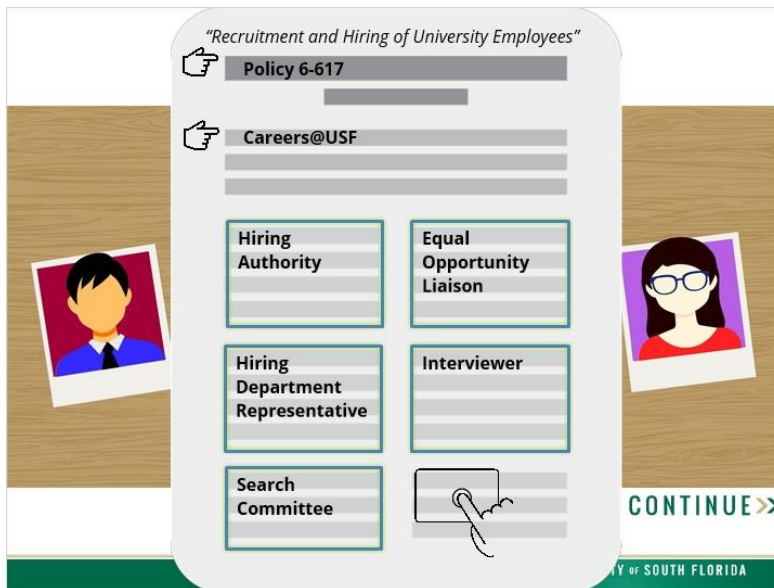 “Recruitment and Hiring of University Employees”
Policy 6-617
Careers@USF
Hiring
Authority
Equal
Opportunity
Liaison
Hiring
Department
Representative
Interviewer
Search
Committee
CONTINUE>>
OF SOUTH FLORIDA